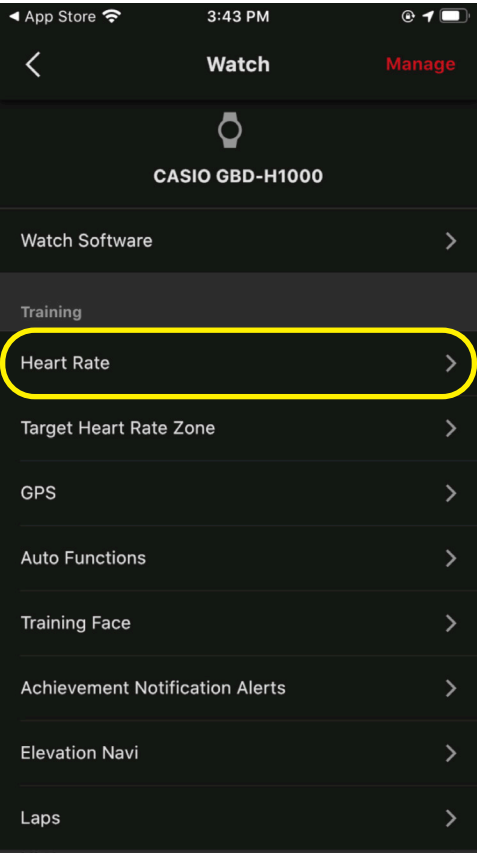 App Store 3:43 PM
Watch Manage
CASIO GBD-H1000
Watch Software
Training
Heart Rate
Target Heart Rate Zone
GPS
Auto Functions
Training Face
Achievement Notification Alerts
Elevation Navi
Laps